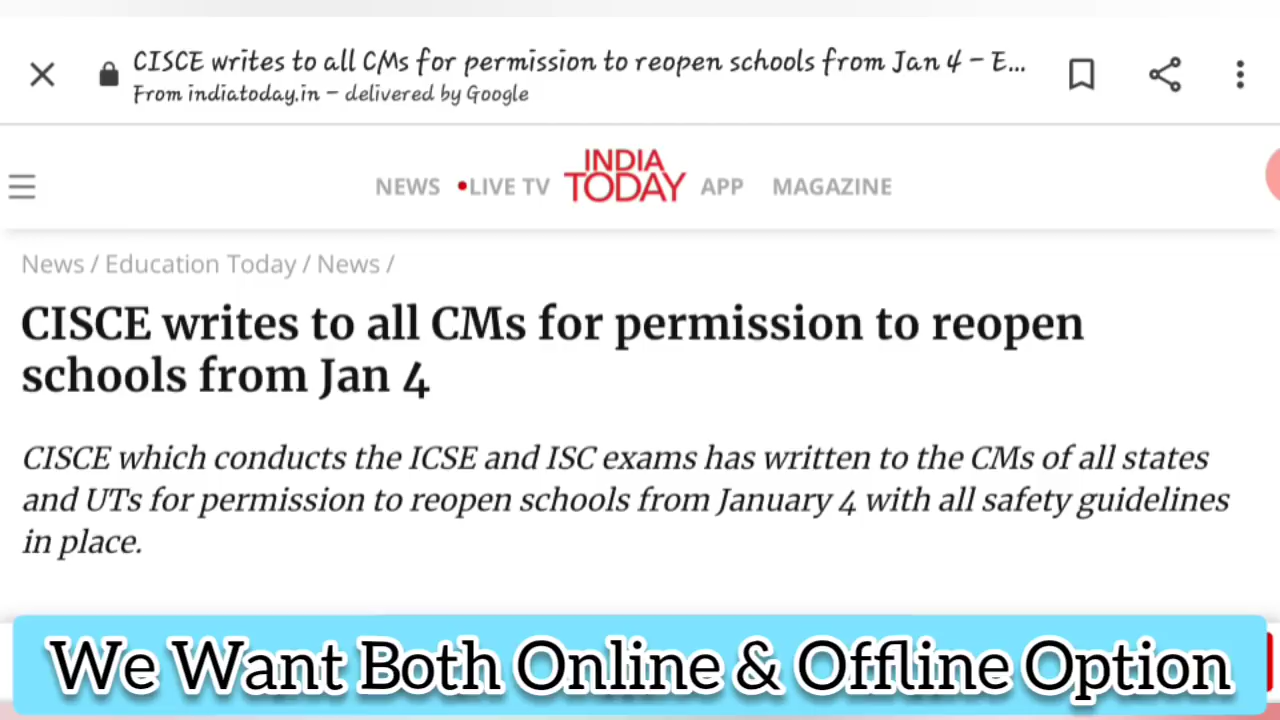 CISCE writes to all CMs for permission to reopen schools from Jan 4 – E...
From indiatoday.in – delivered by Google
NEWS LIVE TV INDIA TODAY APP MAGAZINE
News / Education Today / News /
CISCE writes to all CMs for permission to reopen
schools from Jan 4
CISCE which conducts the ICSE and ISC exams has written to the CMs of all states
and UTs for permission to reopen schools from January 4 with all safety guidelines
in place.
We Want Both Online & Offline Option